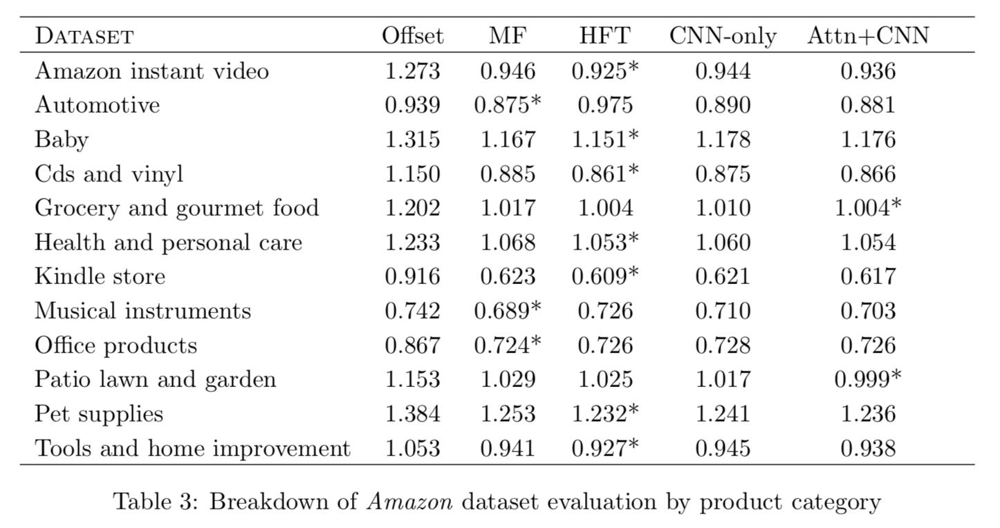 DATASET Offset MF HFT CNN-only Attn+CNN
Amazon instant video 1.273 0.946 0.925* 0.944 0.936
Automotive 0.939 0.875* 0.975 0.890 0.881
Baby 1.315 1.167 1.151* 1.178 1.176
Cds and vinyl 1.150 0.885 0.861* 0.875 0.866
Grocery and gourmet food 1.202 1.017 1.004 1.010 1.004*
Health and personal care 1.233 1.068 1.053* 1.060 1.054
Kindle store 0.916 0.623 0.609* 0.621 0.617
Musical instruments 0.742 0.689* 0.726 0.710 0.703
Office products 0.867 0.724* 0.726 0.728 0.726
Patio lawn and garden 1.153 1.029 1.025 1.017 0.999*
Pet supplies 1.384 1.253 1.232* 1.241 1.236
Tools and home improvement 1.053 0.941 0.927* 0.945 0.938
Table 3: Breakdown of Amazon dataset evaluation by product category